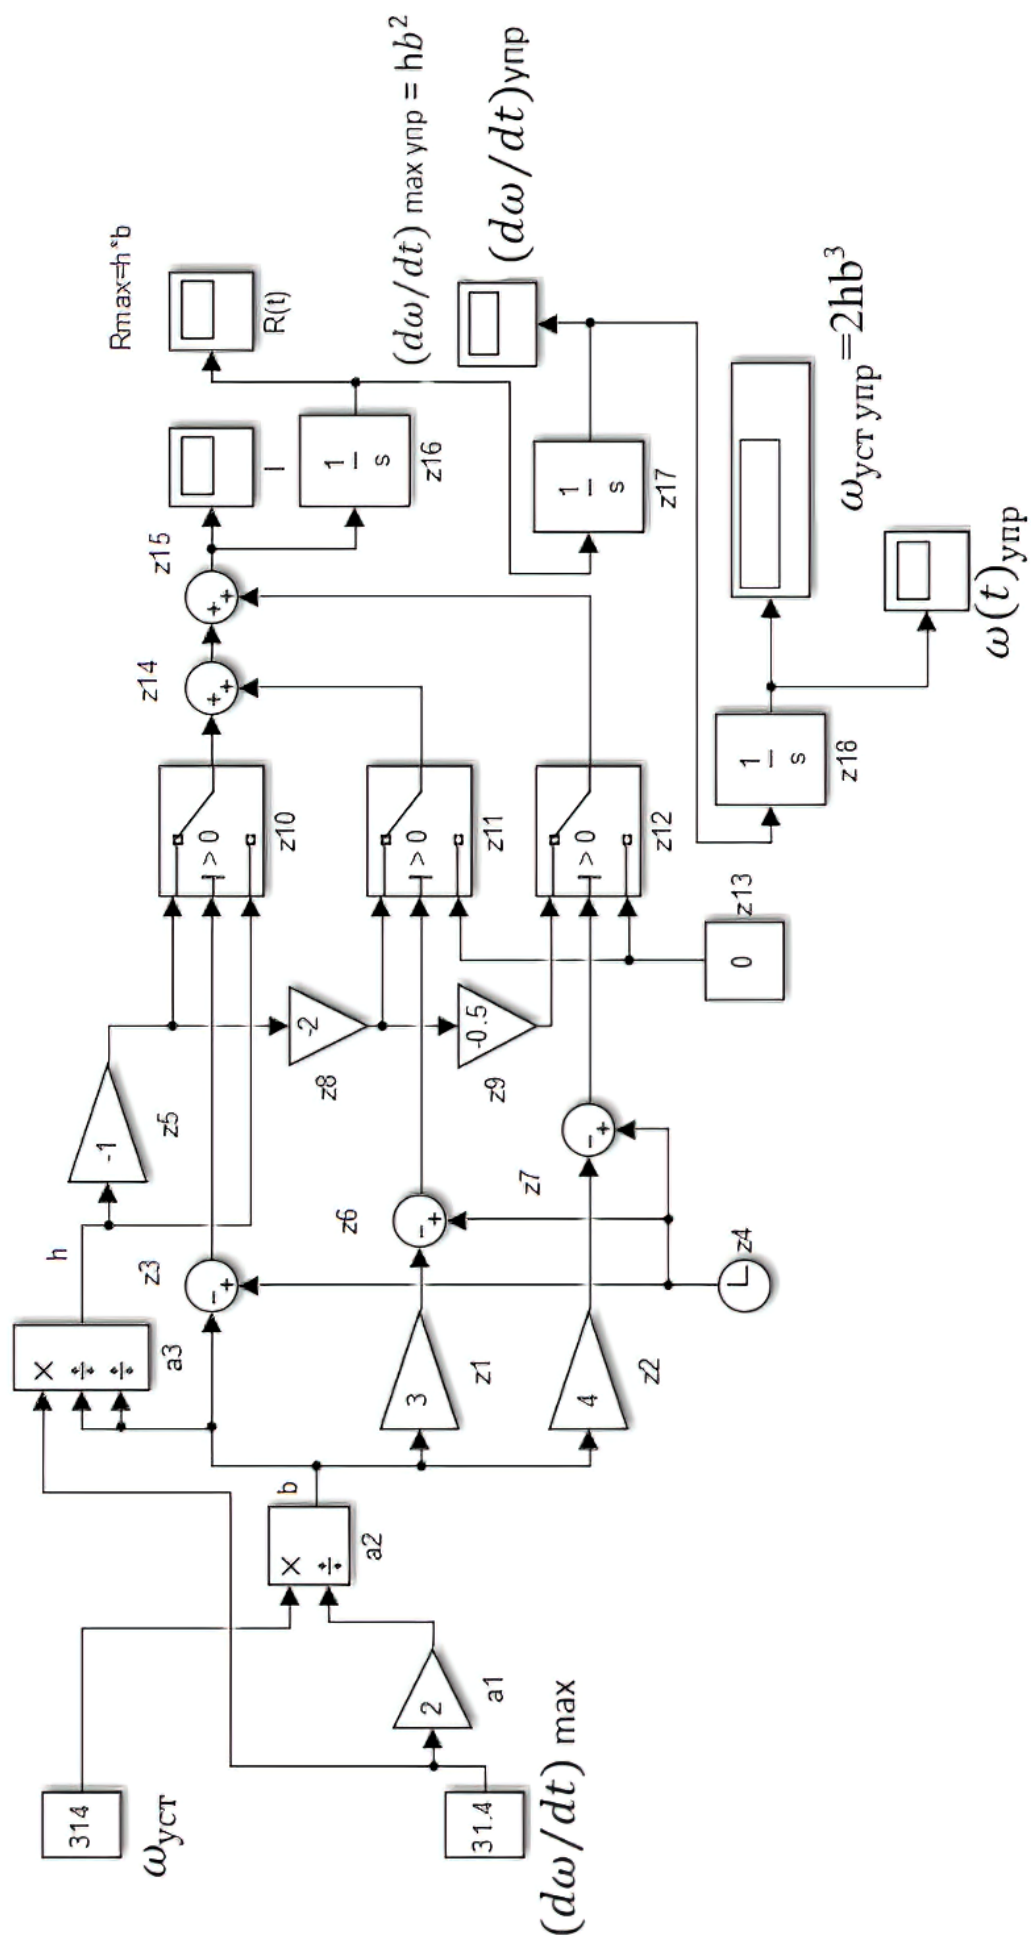 314
ω_уст
31.4
(dω/dt) max
2
a1
×
÷
a2
b
×
÷
÷
a3
h
-1
z5
- +
z3
3
z1
4
z2
z4
- +
z6
- +
z7
-2
z8
-0.5
z9
0
z13
> 0
z10
> 0
z11
> 0
z12
+ +
z14
+ +
z15
I
1
s
z16
Rmax=h*b
R(t)
(dω/dt) max упр = hb²
1
s
z17
(dω/dt)упр
1
s
z18
ω_уст упр =2hb³
ω(t)упр